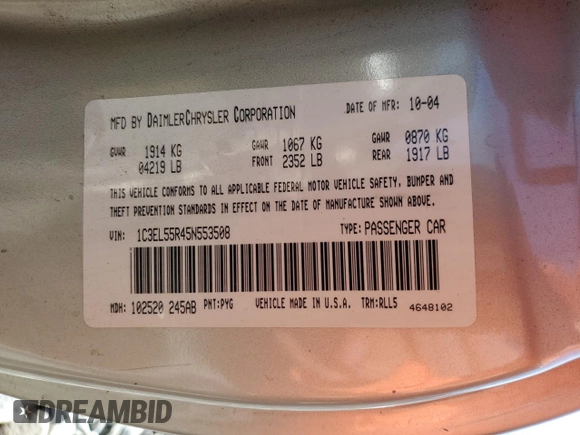 MFD BY DAIMLERCHRYSLER CORPORATION DATE OF MFR: 10-04
GVWR 1914 KG GAWR 1067 KG GAWR 0870 KG
04219 LB FRONT 2352 LB REAR 1917 LB
THIS VEHICLE CONFORMS TO ALL APPLICABLE FEDERAL MOTOR VEHICLE SAFETY, BUMPER AND
THEFT PREVENTION STANDARDS IN EFFECT ON THE DATE OF MANUFACTURE SHOWN ABOVE.
VIN: 1C3EL55R45N553508 TYPE: PASSENGER CAR
MDH: 102520 245AB PNT: PYG VEHICLE MADE IN U.S.A. TRM: RLL5
4648102
DREAMBID